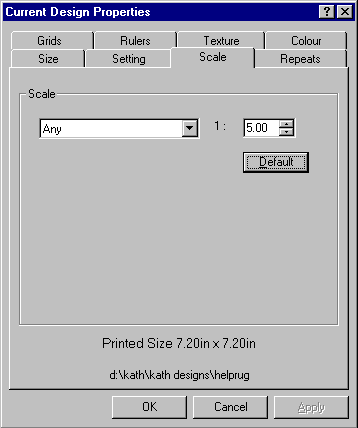 Current Design Properties
Grids Rulers Texture Colour
Size Setting Scale Repeats
Scale
Any 1 : 5.00
Default
Printed Size 7.20in x 7.20in
d:\kath\kath designs\helprug
OK Cancel Apply